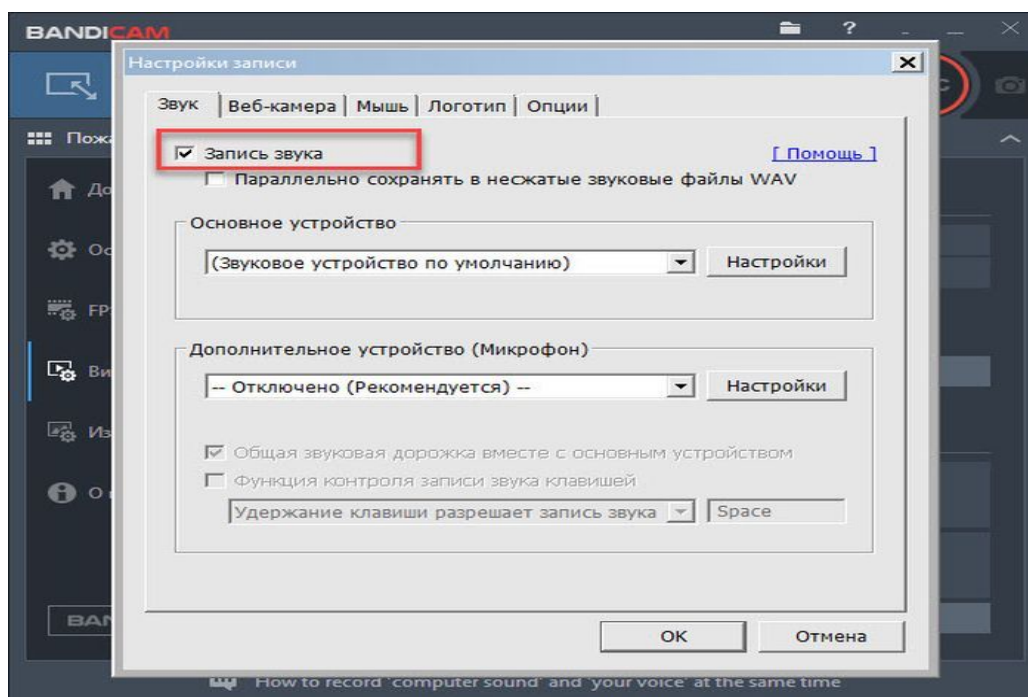 BANDICAM
?
Настройки записи
Звук Веб-камера Мышь Логотип Опции
Запись звука [ Помощь ]
Параллельно сохранять в несжатые звуковые файлы WAV
Основное устройство
(Звуковое устройство по умолчанию) Настройки
Дополнительное устройство (Микрофон)
-- Отключено (Рекомендуется) -- Настройки
Общая звуковая дорожка вместе с основным устройством
Функция контроля записи звука клавишей
Удержание клавиши разрешает запись звука Space
OK Отмена
How to record 'computer sound' and 'your voice' at the same time